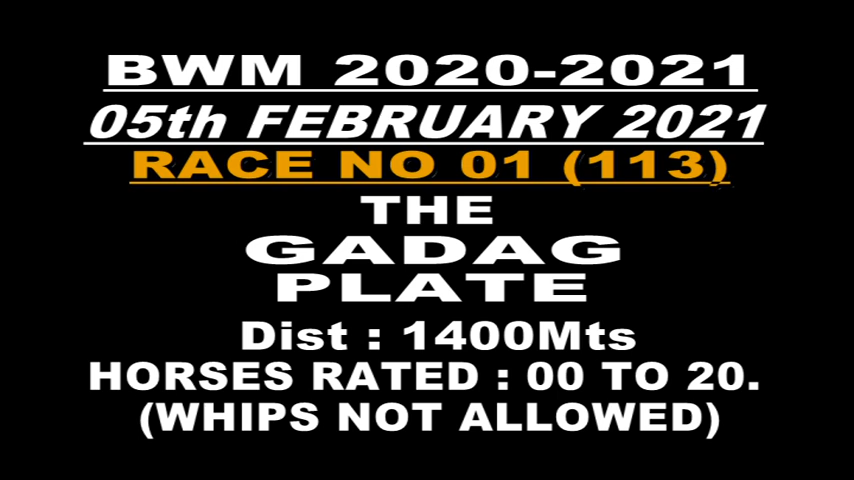 BWM 2020-2021
05th FEBRUARY 2021
RACE NO 01 (113)
THE
GADAG
PLATE
Dist : 1400Mts
HORSES RATED : 00 TO 20.
(WHIPS NOT ALLOWED)